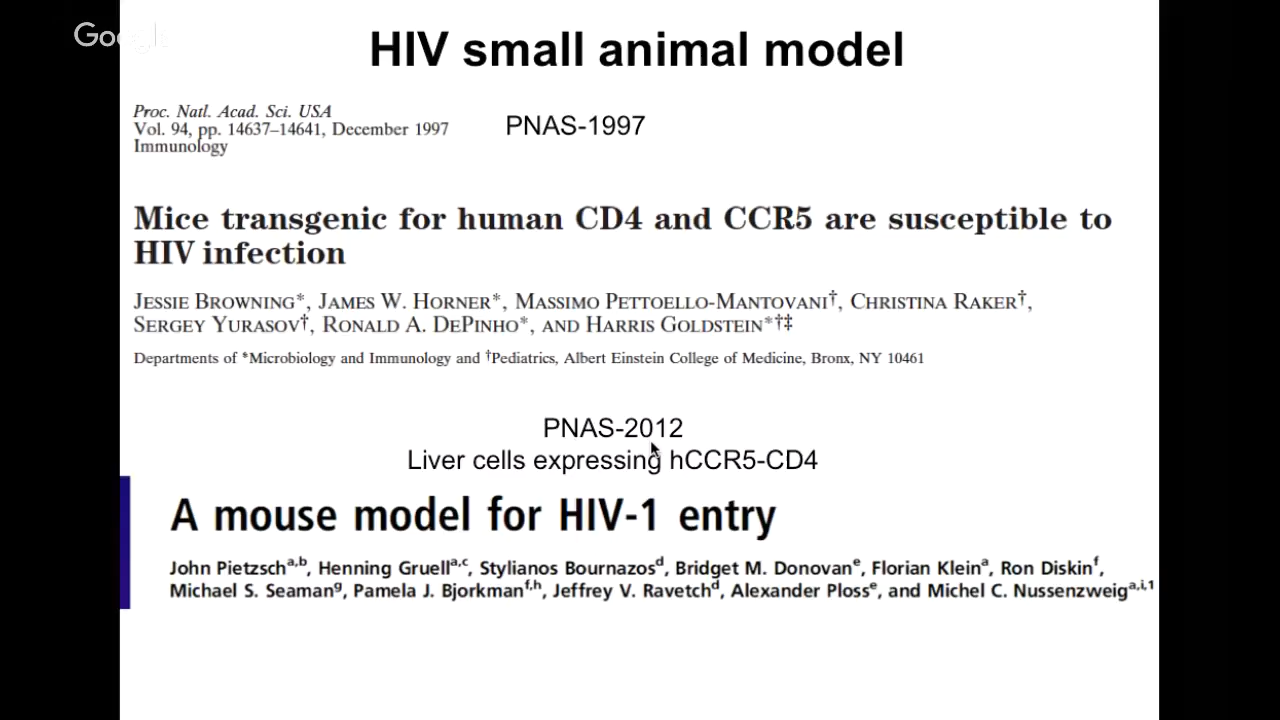 Google
HIV small animal model
Proc. Natl. Acad. Sci. USA
Vol. 94, pp. 14637–14641, December 1997
PNAS-1997
Immunology
Mice transgenic for human CD4 and CCR5 are susceptible to
HIV infection
JESSIE BROWNING*, JAMES W. HORNER*, MASSIMO PETTOELLO-MANTOVANI†, CHRISTINA RAKER†,
SERGEY YURASOV†, RONALD A. DEPINHO*, AND HARRIS GOLDSTEIN*†‡
Departments of *Microbiology and Immunology and †Pediatrics, Albert Einstein College of Medicine, Bronx, NY 10461
PNAS-2012
Liver cells expressing hCCR5-CD4
A mouse model for HIV-1 entry
John Pietzsch^a,b, Henning Gruell^a,c, Stylianos Bournazos^d, Bridget M. Donovan^e, Florian Klein^a, Ron Diskin^f,
Michael S. Seaman^g, Pamela J. Bjorkman^f,h, Jeffrey V. Ravetch^d, Alexander Ploss^e, and Michel C. Nussenzweig^a,i,1